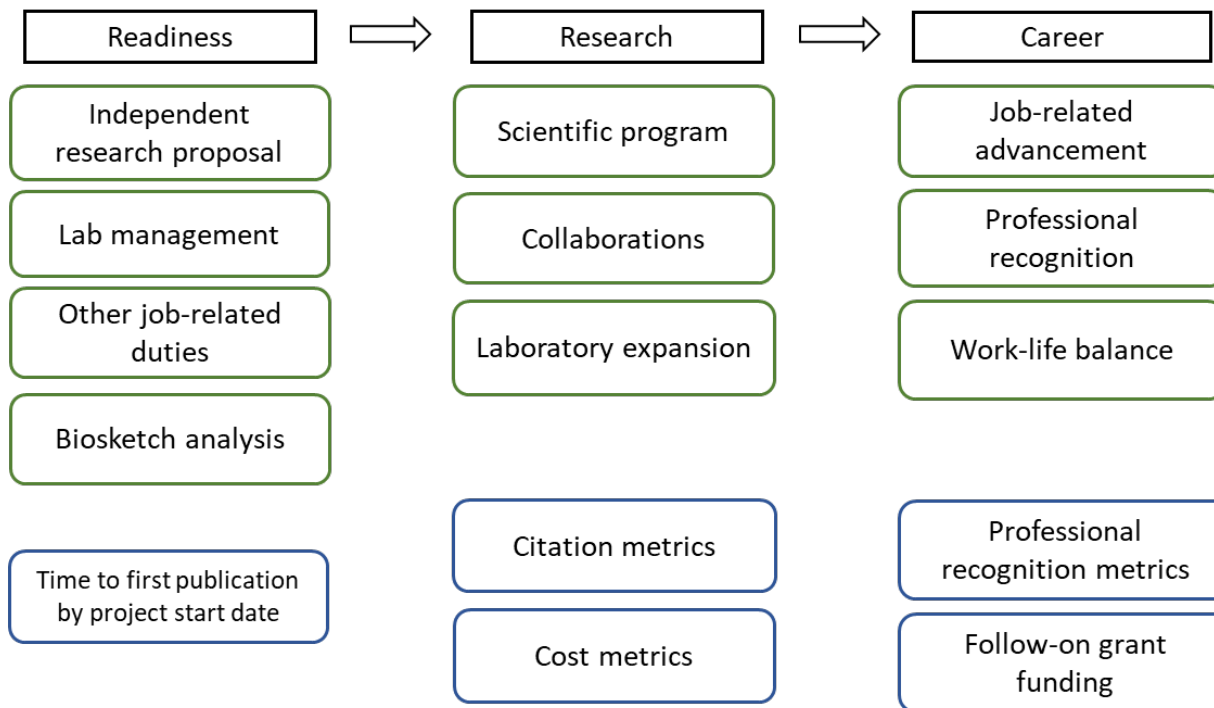 Readiness
Research
Career
Independent
research proposal
Lab management
Other job-related
duties
Biosketch analysis
Time to first publication
by project start date
Scientific program
Collaborations
Laboratory expansion
Citation metrics
Cost metrics
Job-related
advancement
Professional
recognition
Work-life balance
Professional
recognition metrics
Follow-on grant
funding